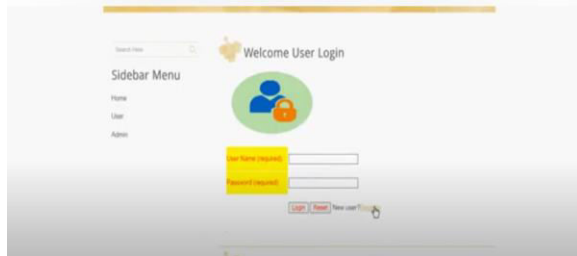 Search Here
Welcome User Login
Sidebar Menu
Home
User
Admin
User Name (required)
Password (required)
Login Reset New user?